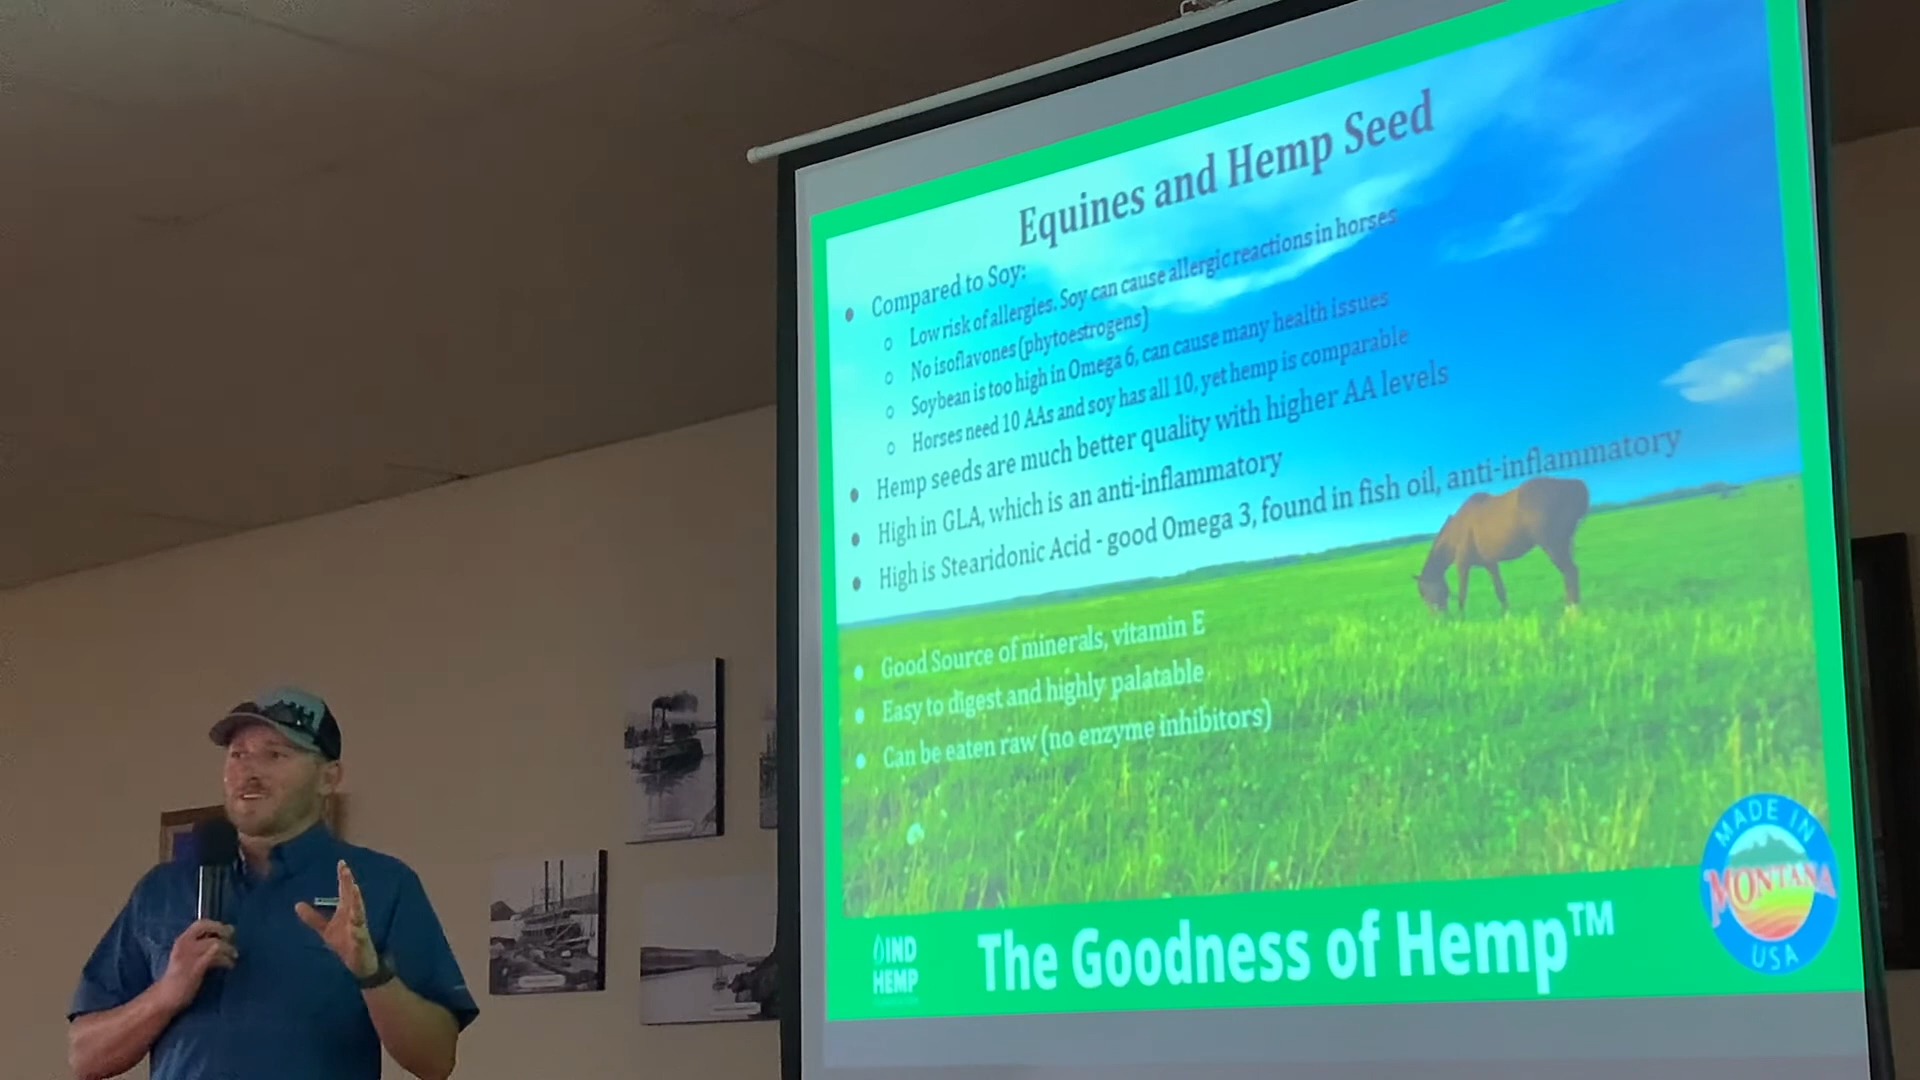 Equines and Hemp Seed
● Compared to Soy:
○ Low risk of allergies. Soy can cause allergic reactions in horses
○ No isoflavones (phytoestrogens)
○ Soybean is too high in Omega 6, can cause many health issues
○ Horses need 10 AAs and soy has all 10, yet hemp is comparable
● Hemp seeds are much better quality with higher AA levels
● High in GLA, which is an anti-inflammatory
● High is Stearidonic Acid - good Omega 3, found in fish oil, anti-inflammatory
● Good Source of minerals, vitamin E
● Easy to digest and highly palatable
● Can be eaten raw (no enzyme inhibitors)
IND
HEMP
The Goodness of Hemp™
MADE IN
MONTANA
USA